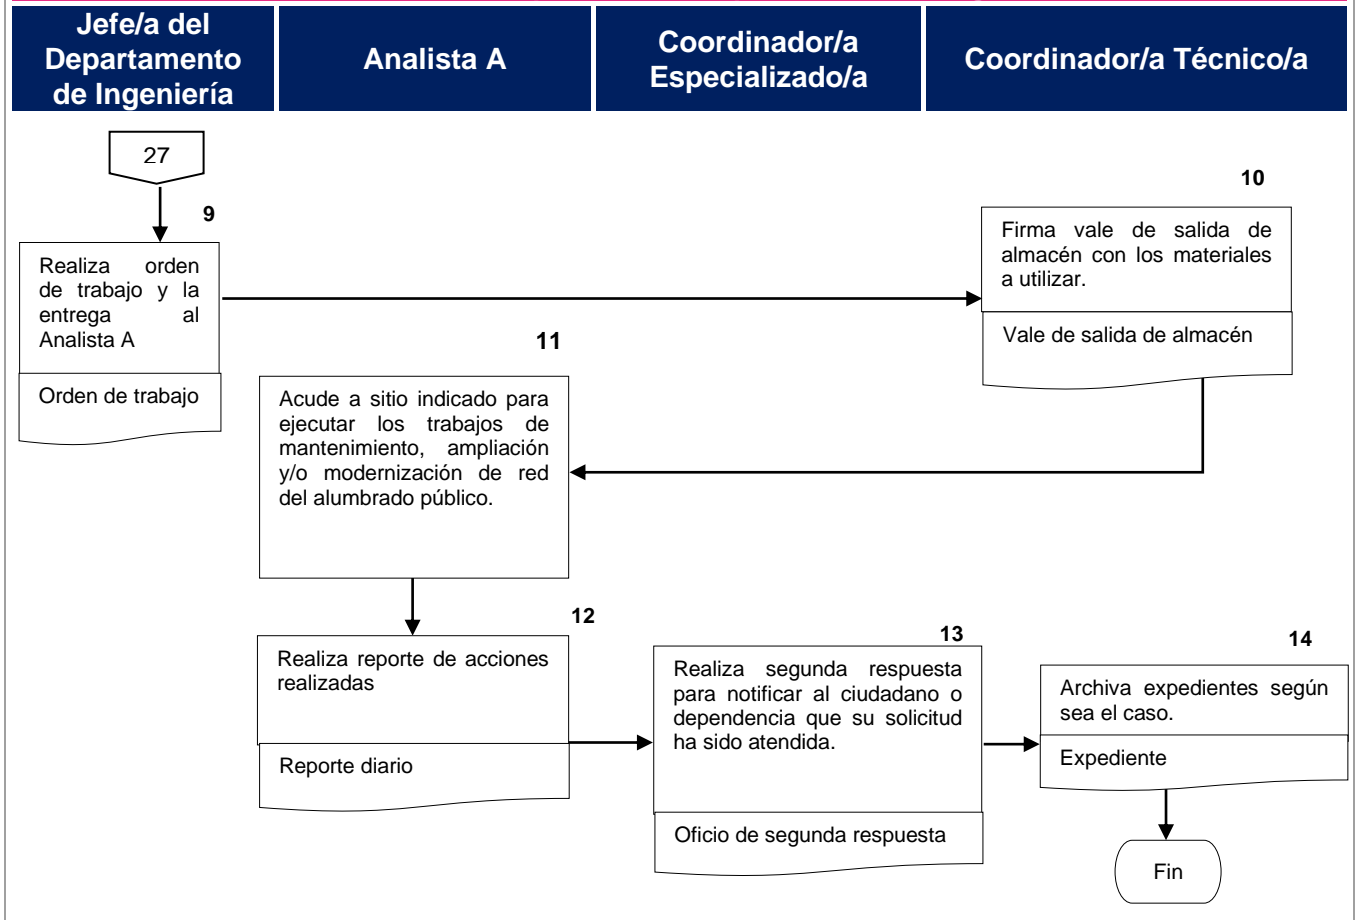 Jefe/a del
Departamento
de Ingeniería
Analista A
Coordinador/a
Especializado/a
Coordinador/a Técnico/a
27
9
Realiza orden
de trabajo y la
entrega al
Analista A
Orden de trabajo
10
Firma vale de salida de
almacén con los materiales
a utilizar.
Vale de salida de almacén
11
Acude a sitio indicado para
ejecutar los trabajos de
mantenimiento, ampliación
y/o modernización de red
del alumbrado público.
12
Realiza reporte de acciones
realizadas
Reporte diario
13
Realiza segunda respuesta
para notificar al ciudadano o
dependencia que su solicitud
ha sido atendida.
Oficio de segunda respuesta
14
Archiva expedientes según
sea el caso.
Expediente
Fin